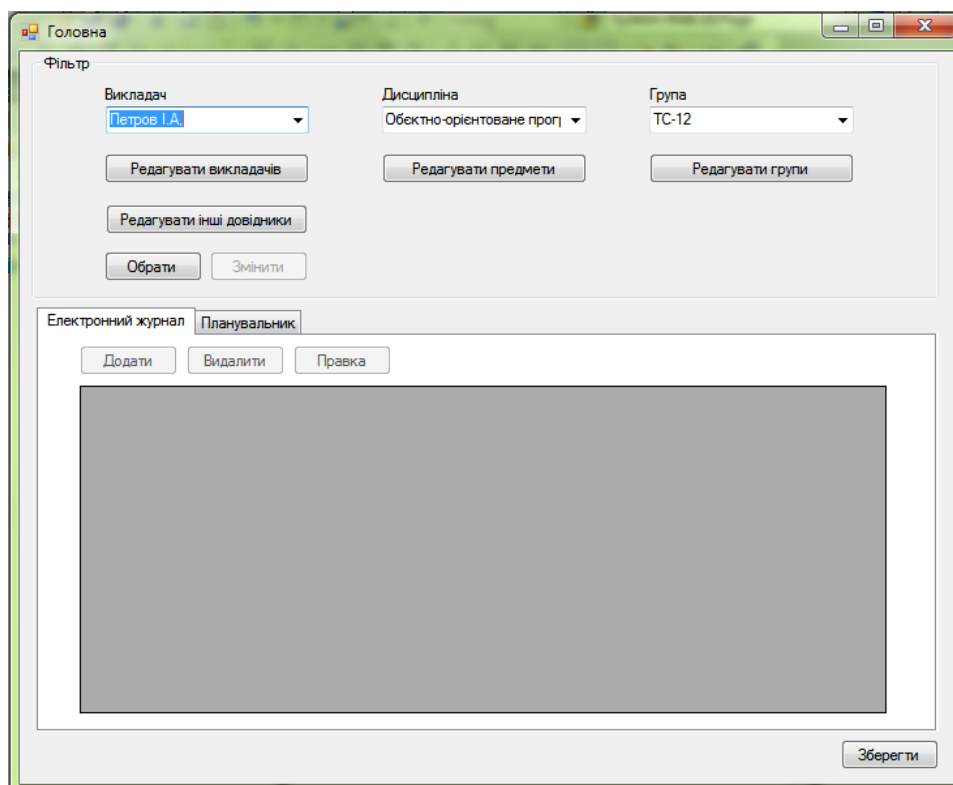 Головна
Фільтр
Викладач Дисципліна Група
Петров І.А. Обєктно-орієнтоване прог ТС-12
Редагувати викладачів Редагувати предмети Редагувати групи
Редагувати інші довідники
Обрати Змінити
Електронний журнал Планувальник
Додати Видалити Правка
Зберегти